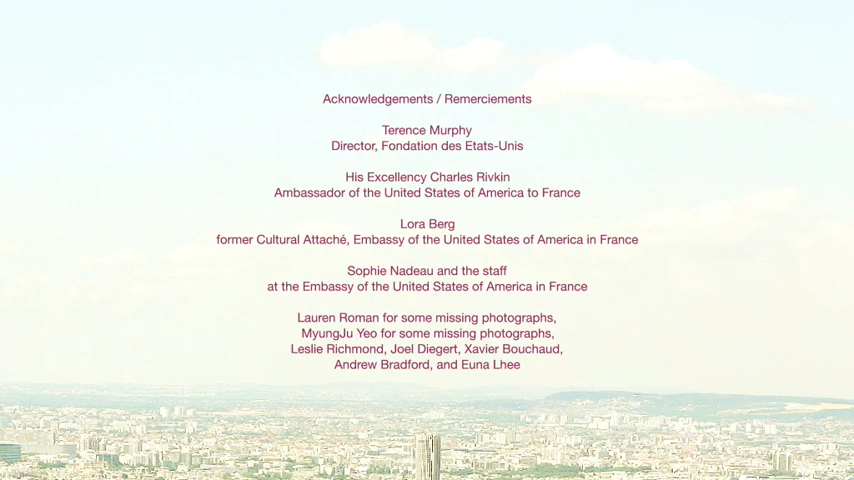 Acknowledgements / Remerciements
Terence Murphy
Director, Fondation des Etats-Unis
His Excellency Charles Rivkin
Ambassador of the United States of America to France
Lora Berg
former Cultural Attaché, Embassy of the United States of America in France
Sophie Nadeau and the staff
at the Embassy of the United States of America in France
Lauren Roman for some missing photographs,
MyungJu Yeo for some missing photographs,
Leslie Richmond, Joel Diegert, Xavier Bouchaud,
Andrew Bradford, and Euna Lhee